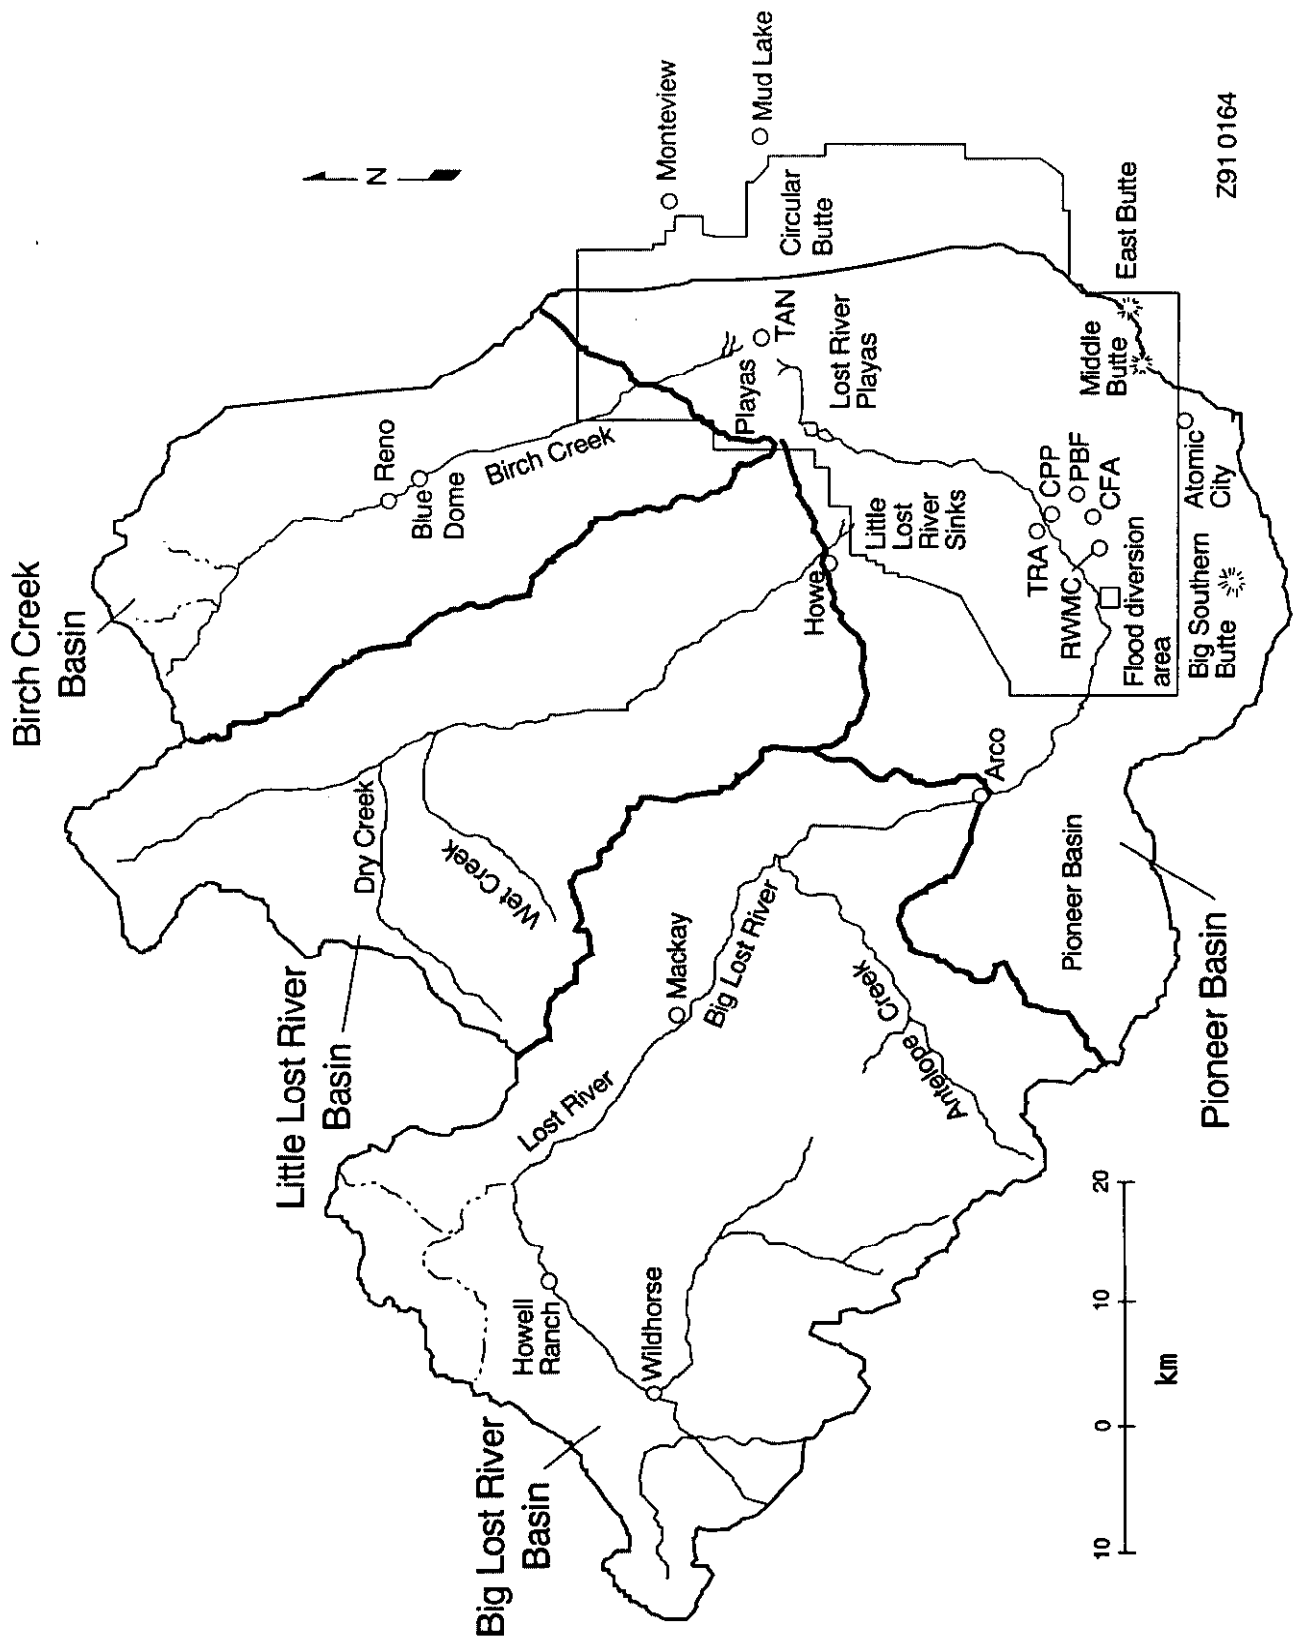 Birch Creek
Basin
Little Lost River
Basin
Big Lost River
Basin
Pioneer Basin
Pioneer Basin
N
Monteview
Mud Lake
Circular
Butte
East Butte
Middle
Butte
TAN
Playas
Lost River
Playas
Reno
Blue
Dome
Birch Creek
Little
Lost
River
Sinks
Howe
TRA
CPP
PBF
CFA
RWMC
Flood diversion
area
Atomic
City
Big Southern
Butte
Arco
Dry Creek
Wet Creek
Mackay
Big Lost River
Lost River
Antelope Creek
Howell
Ranch
Wildhorse
10 0 10 20
km
Z91 0164